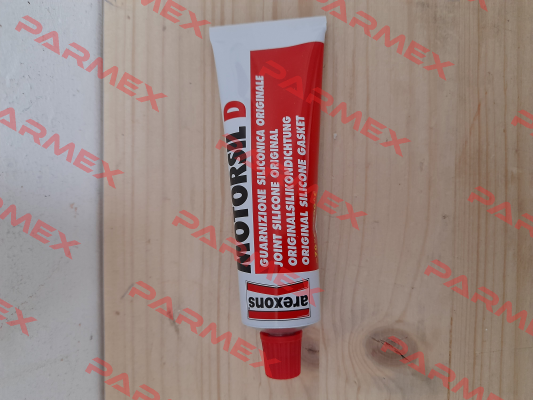 MOTORSIL D
GUARNIZIONE SILICONICA ORIGINALE
JOINT SILICONE ORIGINAL
ORIGINALSILIKONDICHTUNG
ORIGINAL SILICONE GASKET
arexons
PARMEX
PARMEX
PARMEX
PARMEX
PARMEX
PARMEX
PARMEX
PARMEX
PARMEX
PARMEX